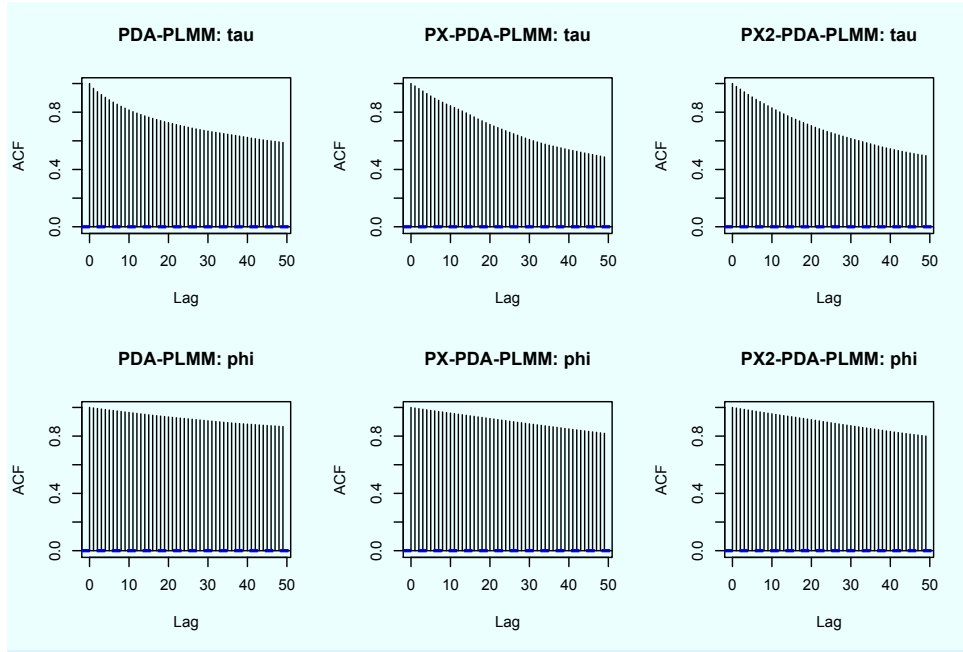 PDA-PLMM: tau
ACF
0.0 0.4 0.8
0 10 20 30 40 50
Lag
PX-PDA-PLMM: tau
ACF
0.0 0.4 0.8
0 10 20 30 40 50
Lag
PX2-PDA-PLMM: tau
ACF
0.0 0.4 0.8
0 10 20 30 40 50
Lag
PDA-PLMM: phi
ACF
0.0 0.4 0.8
0 10 20 30 40 50
Lag
PX-PDA-PLMM: phi
ACF
0.0 0.4 0.8
0 10 20 30 40 50
Lag
PX2-PDA-PLMM: phi
ACF
0.0 0.4 0.8
0 10 20 30 40 50
Lag